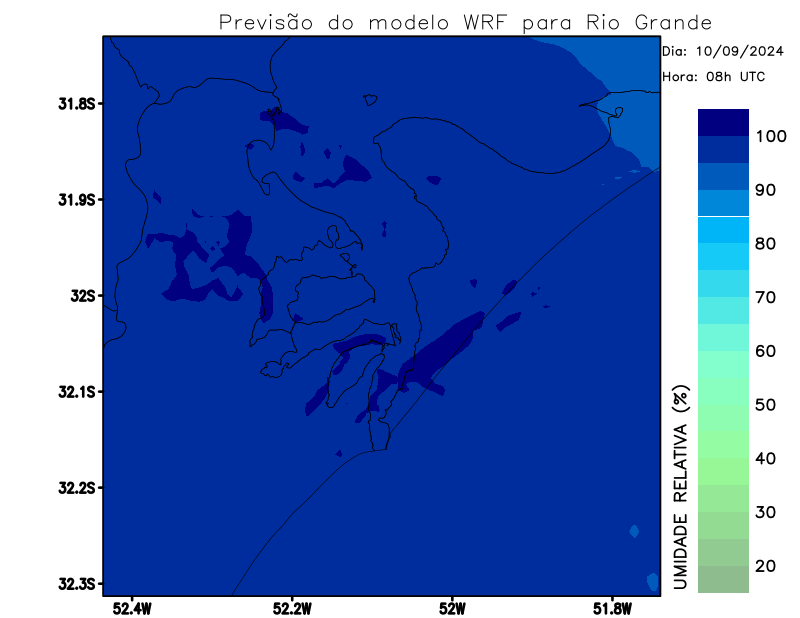 Previsão do modelo WRF para Rio Grande
Dia: 10/09/2024
Hora: 08h UTC
31.8S
31.9S
32S
32.1S
32.2S
32.3S
52.4W
52.2W
52W
51.8W
100
90
80
70
60
50
40
30
20
UMIDADE RELATIVA (%)